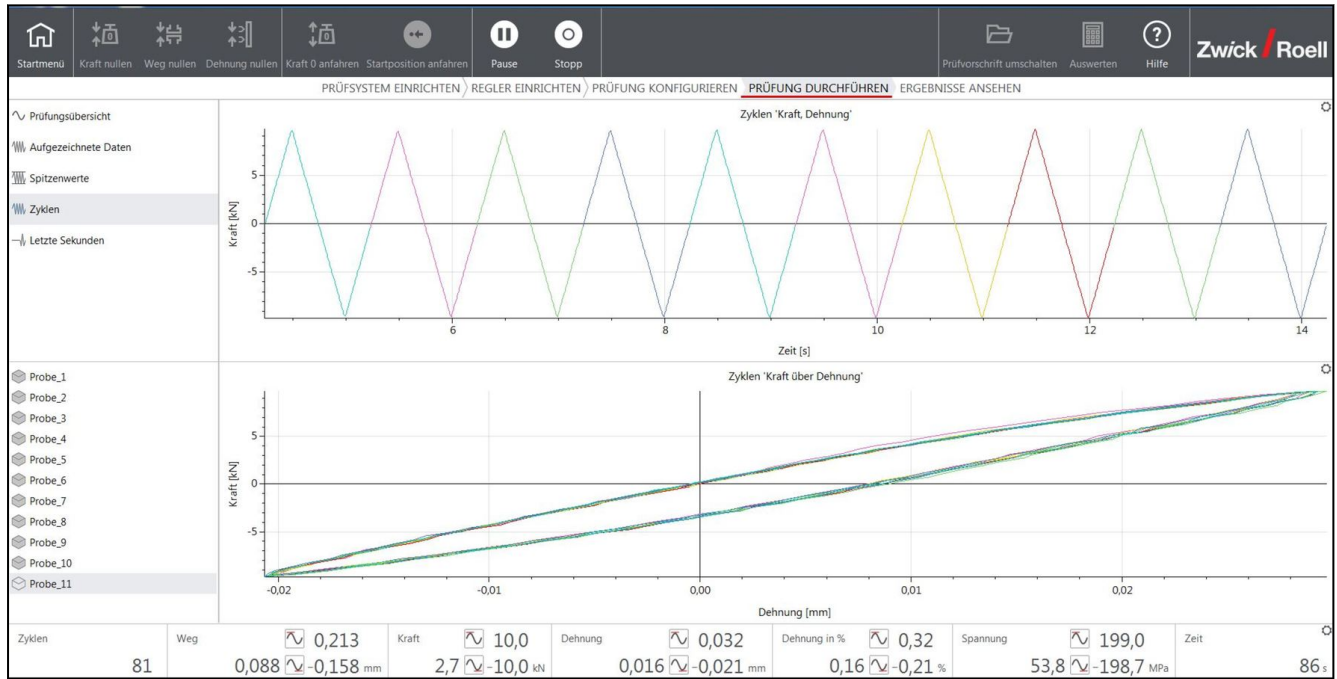 Startmenü Kraft nullen Weg nullen Dehnung nullen Kraft 0 anfahren Startposition anfahren Pause Stopp Prüfvorschrift umschalten Auswerten Hilfe Zwick Roell
PRÜFSYSTEM EINRICHTEN REGLER EINRICHTEN PRÜFUNG KONFIGURIEREN PRÜFUNG DURCHFÜHREN ERGEBNISSE ANSEHEN
Prüfungsübersicht
Aufgezeichnete Daten
Spitzenwerte
Zyklen
Letzte Sekunden
Zyklen 'Kraft, Dehnung'
Kraft [kN]
5
0
-5
6 8 10 12 14
Zeit [s]
Probe_1
Probe_2
Probe_3
Probe_4
Probe_5
Probe_6
Probe_7
Probe_8
Probe_9
Probe_10
Probe_11
Zyklen 'Kraft über Dehnung'
Kraft [kN]
5
0
-5
-0,02 -0,01 0,00 0,01 0,02
Dehnung [mm]
Zyklen Weg 0,213 Kraft 10,0 Dehnung 0,032 Dehnung in % 0,32 Spannung 199,0 Zeit
81 0,088 -0,158 mm 2,7 -10,0 kN 0,016 -0,021 mm 0,16 -0,21 % 53,8 -198,7 MPa 86 s